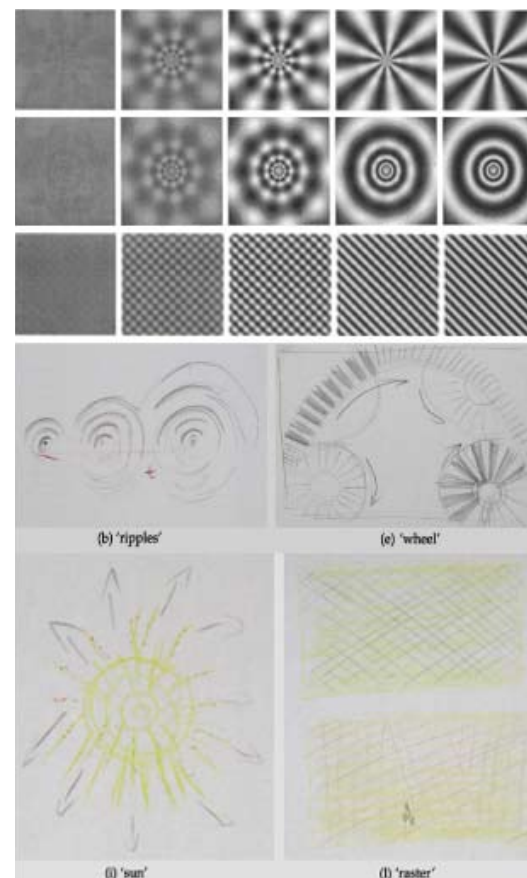 (b) 'ripples'
(e) 'wheel'
(i) 'sun'
(l) 'raster'